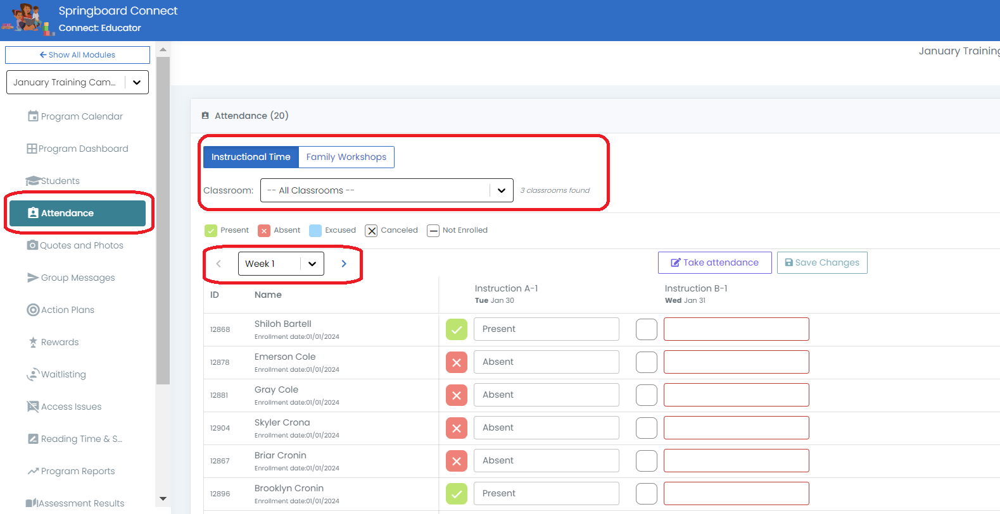 Springboard Connect
Connect: Educator
Show All Modules
January Training Cam...
January Training
Program Calendar
Program Dashboard
Students
Attendance
Quotes and Photos
Group Messages
Action Plans
Rewards
Waitlisting
Access Issues
Reading Time & S...
Program Reports
Assessment Results
Attendance (20)
Instructional Time Family Workshops
Classroom: -- All Classrooms -- 3 classrooms found
Present Absent Excused Canceled Not Enrolled
Week 1 Take attendance Save Changes
ID Name Instruction A-1 Instruction B-1
Tue Jan 30 Wed Jan 31
12868 Shiloh Bartell Present
Enrollment date:01/01/2024
12878 Emerson Cole Absent
Enrollment date:01/01/2024
12881 Gray Cole Absent
Enrollment date:01/01/2024
12904 Skyler Crona Absent
Enrollment date:01/01/2024
12867 Briar Cronin Absent
Enrollment date:01/01/2024
12896 Brooklyn Cronin Present
Enrollment date:01/01/2024